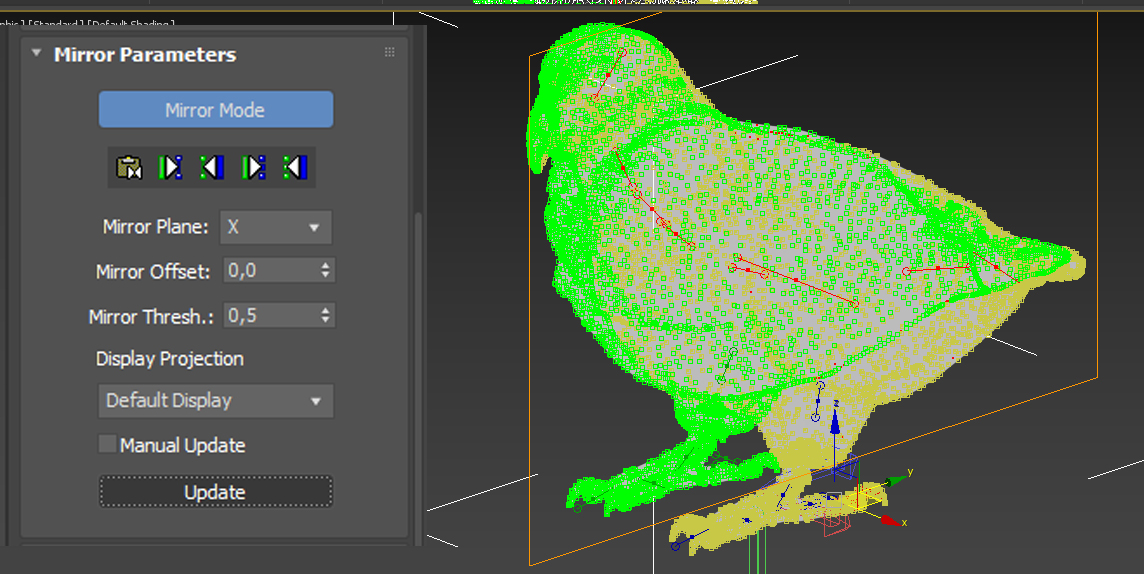 phic ] [Standard ] [Default Shading ]
Mirror Parameters
Mirror Mode
Mirror Plane: X
Mirror Offset: 0,0
Mirror Thresh.: 0,5
Display Projection
Default Display
Manual Update
Update
z
y
x